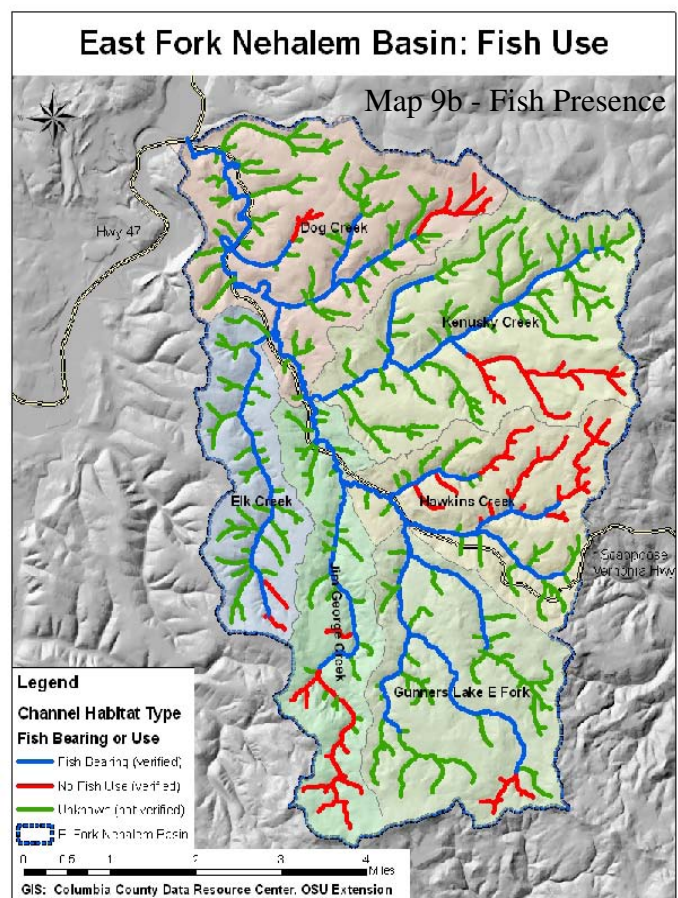 East Fork Nehalem Basin: Fish Use
Map 9b - Fish Presence
Hwy 47
Dog Creek
Kenusky Creek
Elk Creek
Hawkins Creek
Scappoose
Vernonia Hwy
Jim George Creek
Gunners Lake E Fork
Legend
Channel Habitat Type
Fish Bearing or Use
Fish Bearing (verified)
No Fish Use (verified)
Unknown (not verified)
E Fork Nehalem Basin
0 0.5 1 2 3 4
Miles
GIS: Columbia County Data Resource Center, OSU Extension